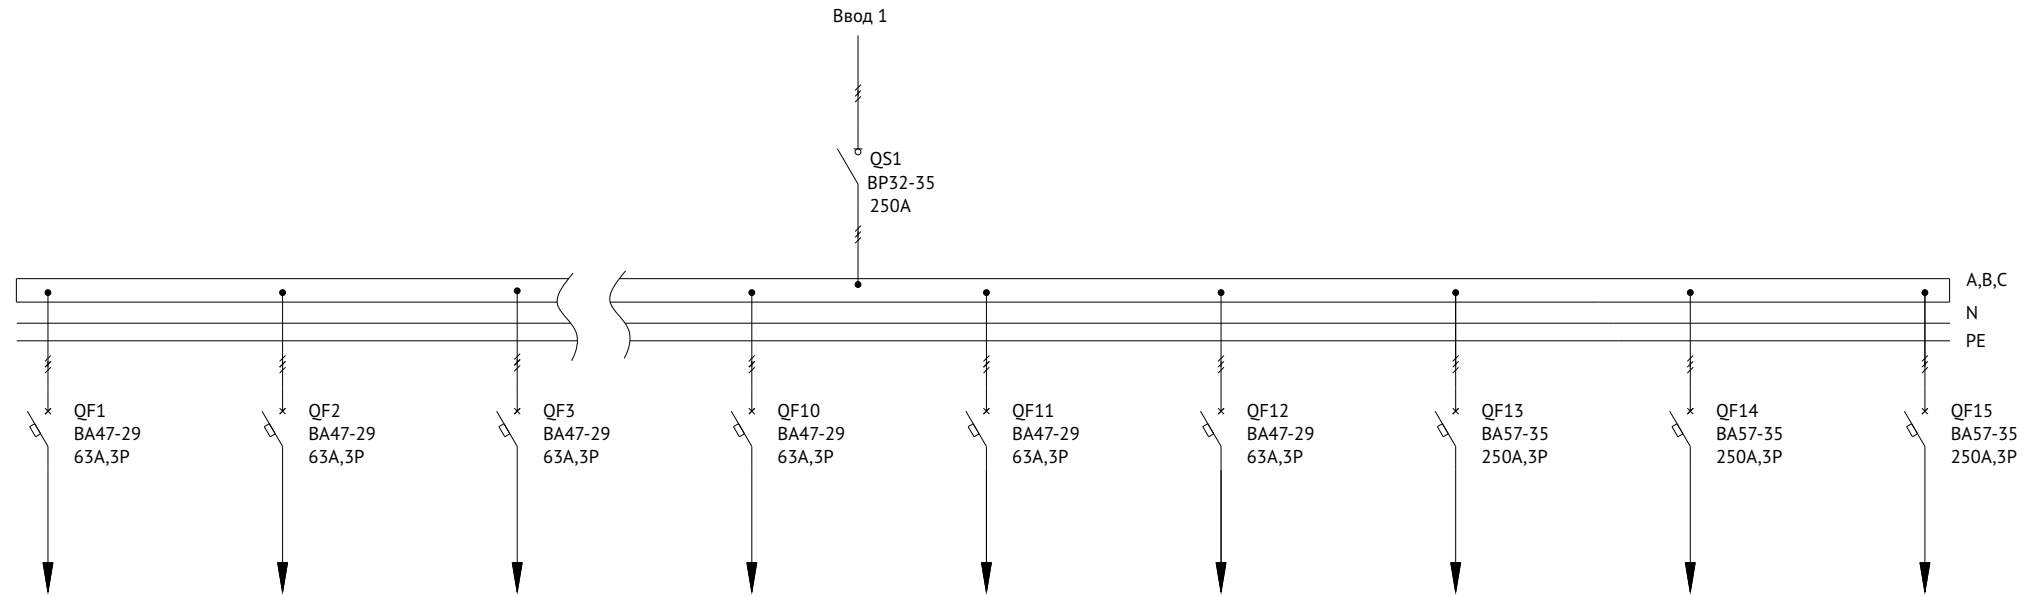 Ввод 1
QS1
ВР32-35
250А
A,B,C
N
PE
QF1
ВА47-29
63А,3Р
QF2
ВА47-29
63А,3Р
QF3
ВА47-29
63А,3Р
QF10
ВА47-29
63А,3Р
QF11
ВА47-29
63А,3Р
QF12
ВА47-29
63А,3Р
QF13
ВА57-35
250А,3Р
QF14
ВА57-35
250А,3Р
QF15
ВА57-35
250А,3Р